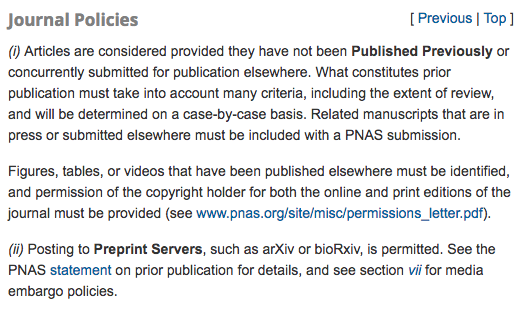 Journal Policies [ Previous | Top ]
(i) Articles are considered provided they have not been Published Previously or
concurrently submitted for publication elsewhere. What constitutes prior
publication must take into account many criteria, including the extent of review,
and will be determined on a case-by-case basis. Related manuscripts that are in
press or submitted elsewhere must be included with a PNAS submission.
Figures, tables, or videos that have been published elsewhere must be identified,
and permission of the copyright holder for both the online and print editions of the
journal must be provided (see www.pnas.org/site/misc/permissions_letter.pdf).
(ii) Posting to Preprint Servers, such as arXiv or bioRxiv, is permitted. See the
PNAS statement on prior publication for details, and see section vii for media
embargo policies.